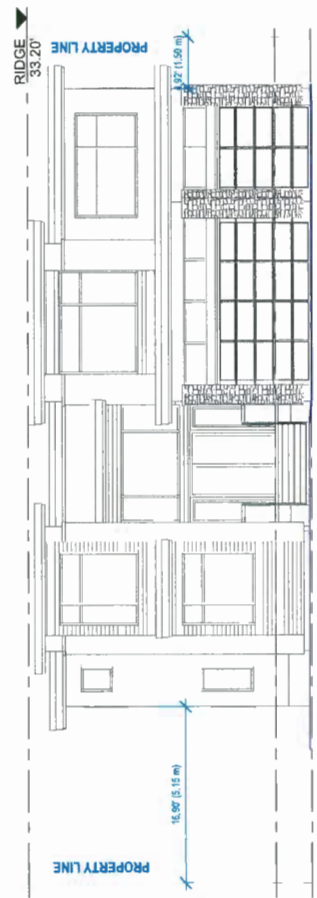 RIDGE
33.20'
PROPERTY LINE
4.92' (1.50 m)
16.90' (5.15 m)
PROPERTY LINE